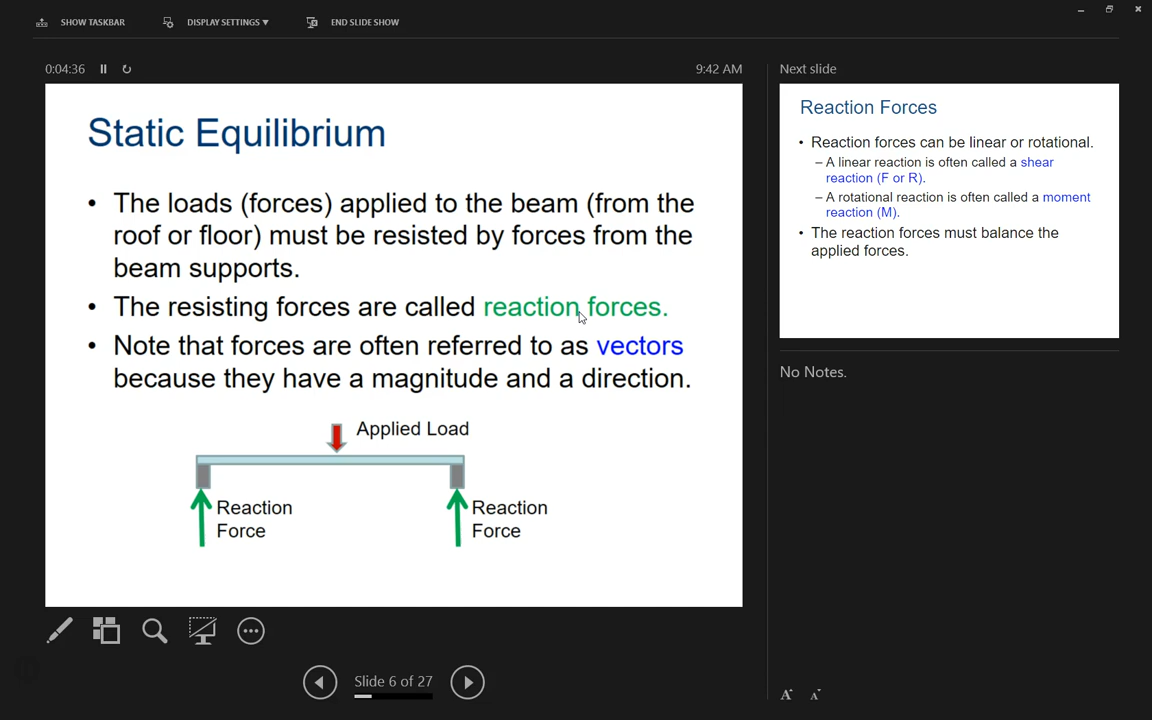 SHOW TASKBAR
DISPLAY SETTINGS ▼
END SLIDE SHOW
0:04:36
9:42 AM
Static Equilibrium
• The loads (forces) applied to the beam (from the
roof or floor) must be resisted by forces from the
beam supports.
• The resisting forces are called reaction forces.
• Note that forces are often referred to as vectors
because they have a magnitude and a direction.
Applied Load
Reaction
Force
Reaction
Force
Slide 6 of 27
Next slide
Reaction Forces
• Reaction forces can be linear or rotational.
– A linear reaction is often called a shear
reaction (F or R).
– A rotational reaction is often called a moment
reaction (M).
• The reaction forces must balance the
applied forces.
No Notes.
A A